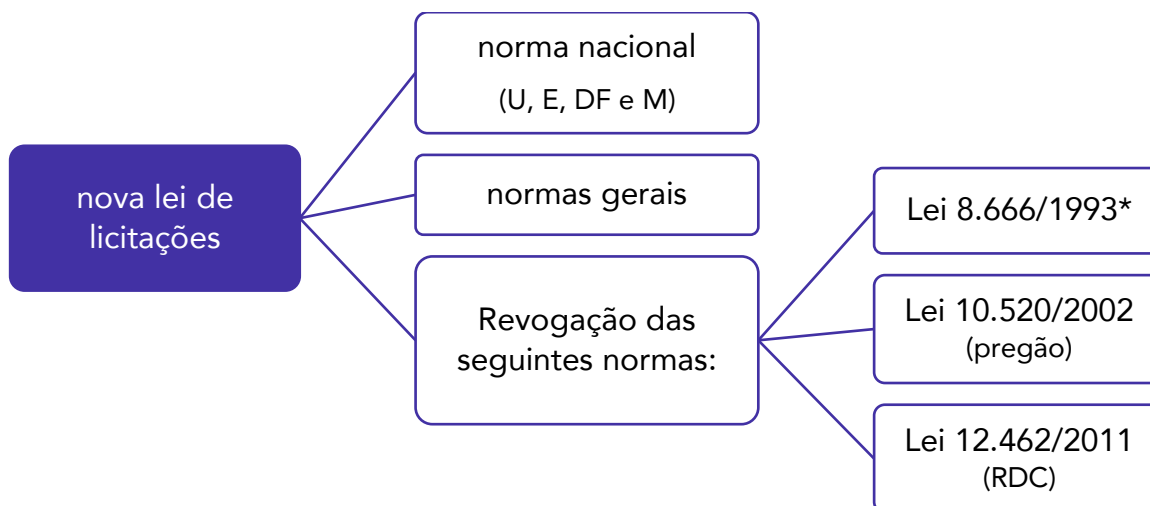 norma nacional
(U, E, DF e M)
nova lei de
licitações
normas gerais
Revogação das
seguintes normas:
Lei 8.666/1993*
Lei 10.520/2002
(pregão)
Lei 12.462/2011
(RDC)